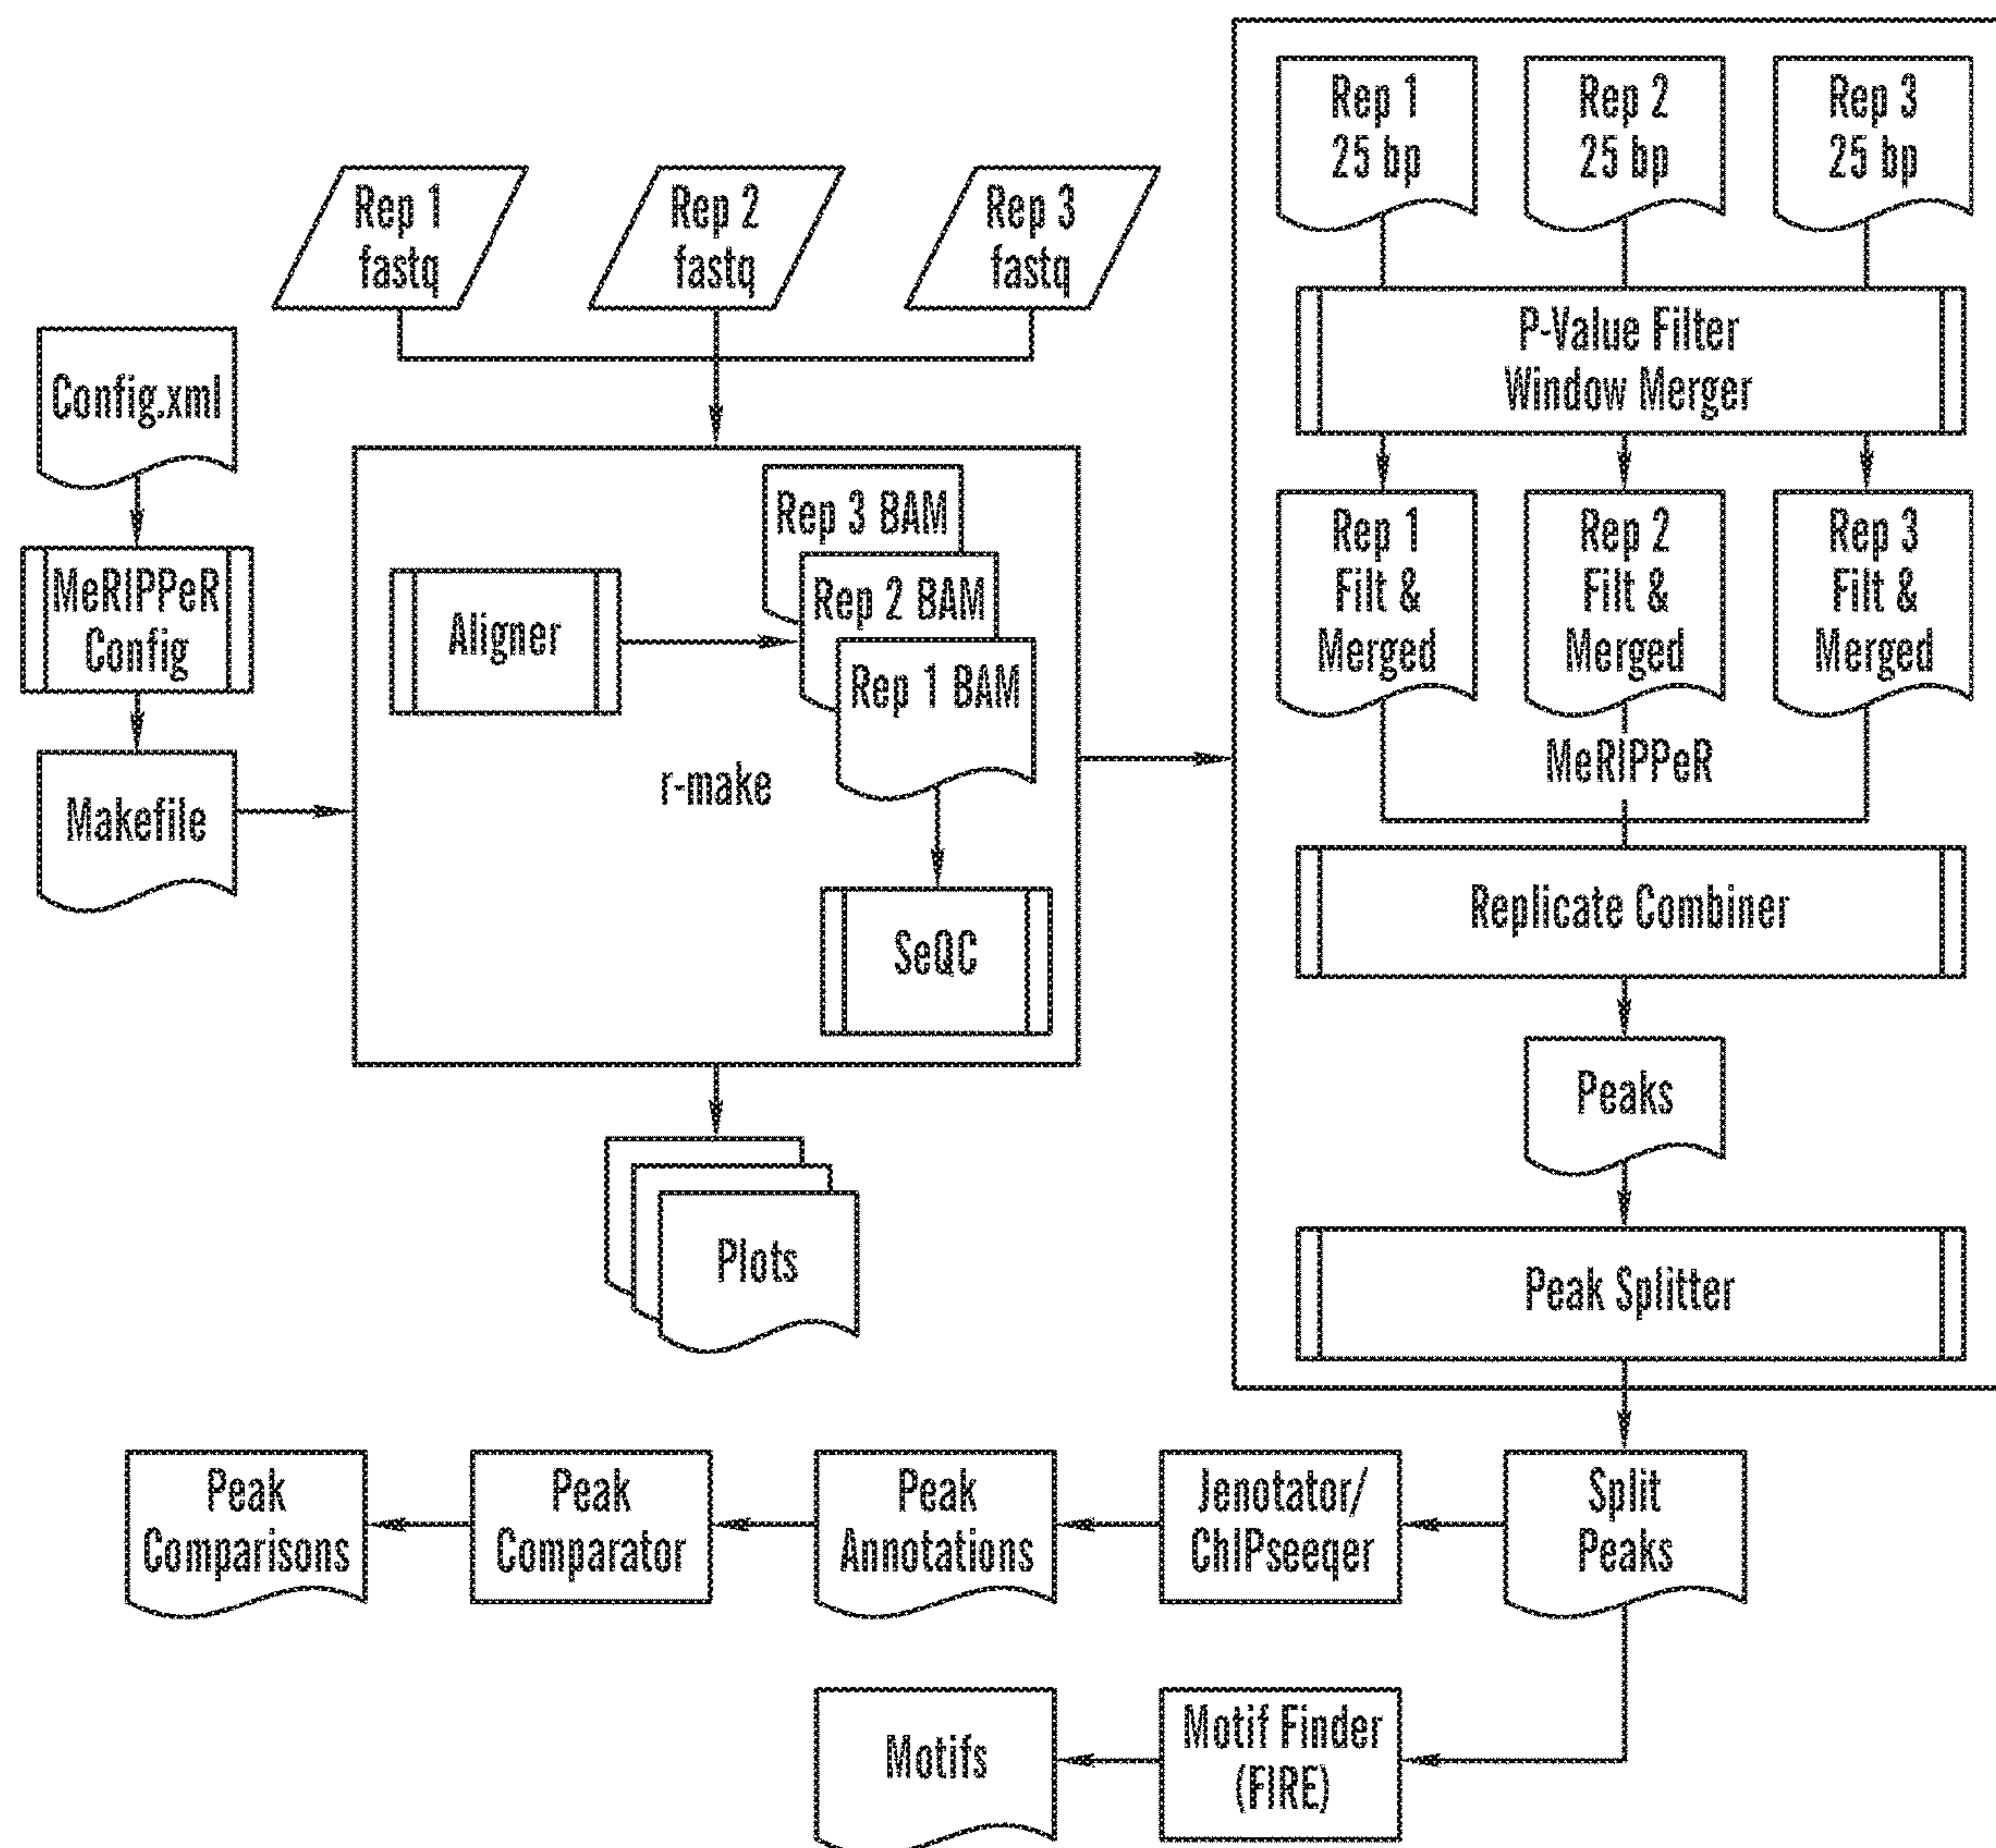 Rep 1
fastq
Rep 2
fastq
Rep 3
fastq
Config.xml
MeRIPPeR
Config
Makefile
Aligner
Rep 3 BAM
Rep 2 BAM
Rep 1 BAM
r-make
SeQC
Plots
Rep 1
25 bp
Rep 2
25 bp
Rep 3
25 bp
P-Value Filter
Window Merger
Rep 1
Filt &
Merged
Rep 2
Filt &
Merged
Rep 3
Filt &
Merged
MeRIPPeR
Replicate Combiner
Peaks
Peak Splitter
Split
Peaks
Jenotator/
ChIPseeqer
Peak
Annotations
Peak
Comparator
Peak
Comparisons
Motif Finder
(FIRE)
Motifs